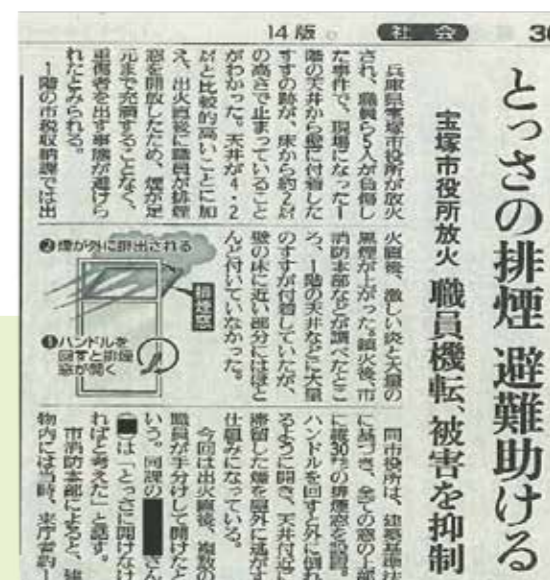 14版
社会
とっさの排煙 避難助ける
宝塚市役所放火 職員機転、被害を抑制
兵庫県宝塚市役所が放火
され、職員ら5人が負傷し
た事件で、現場になった1
階の天井から壁に付着した
すすの跡が、床から約2㍍
の高さで止まっていること
がわかった。天井が4・2
㍍と比較的高いことに加
え、出火直後に職員が排煙
窓を開放したため、煙が足
元まで充満することなく、
重傷者を出す事態が避けら
れたとみられる。
1階の市税収納課では出
火直後、激しい炎と大量の
黒煙が上がった。鎮火後、市
消防本部などが調べたとこ
ろ、1階の天井などに大量
のすすが付着していたが、
壁の床に近い部分にはほと
んど付いていなかった。
❷煙が外に排出される
排煙窓
❶ハンドルを
回すと排煙
窓が開く
同市役所は、建築基準法
に基づき、全ての窓の上部
に縦30㌢の排煙窓を設置。
ハンドルを回すと外に倒れ
るように開き、天井付近に
滞留した煙を屋外に逃がす
仕組みになっている。
今回は出火直後、複数の
職員が手分けして開けたと
いう。同課の さん
( )は「とっさに開けなけ
ればと考えた」と話す。
市消防本部によると、建
物内には当時、来庁者約1